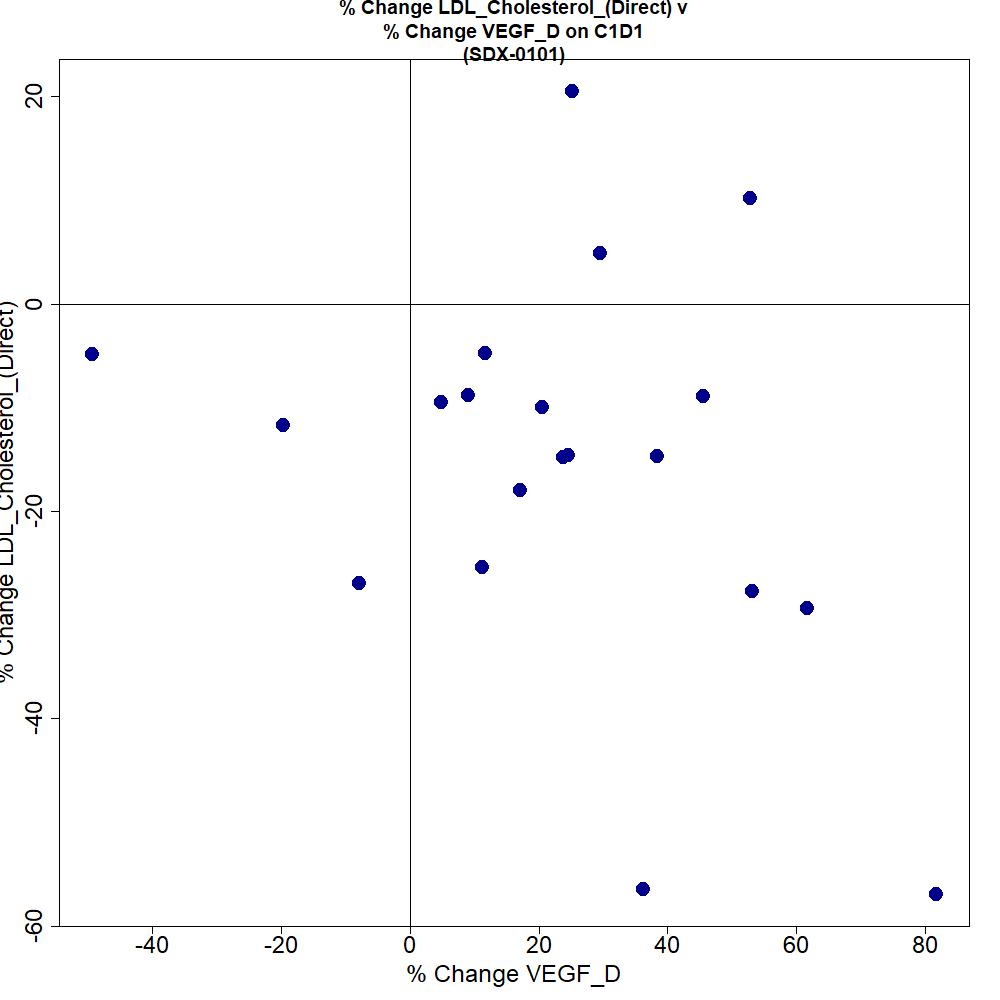 % Change LDL_Cholesterol_(Direct) v
% Change VEGF_D on C1D1
(SDX-0101)
% Change LDL_Cholesterol_(Direct)
20
0
-20
-40
-60
-40
-20
0
20
40
60
80
% Change VEGF_D